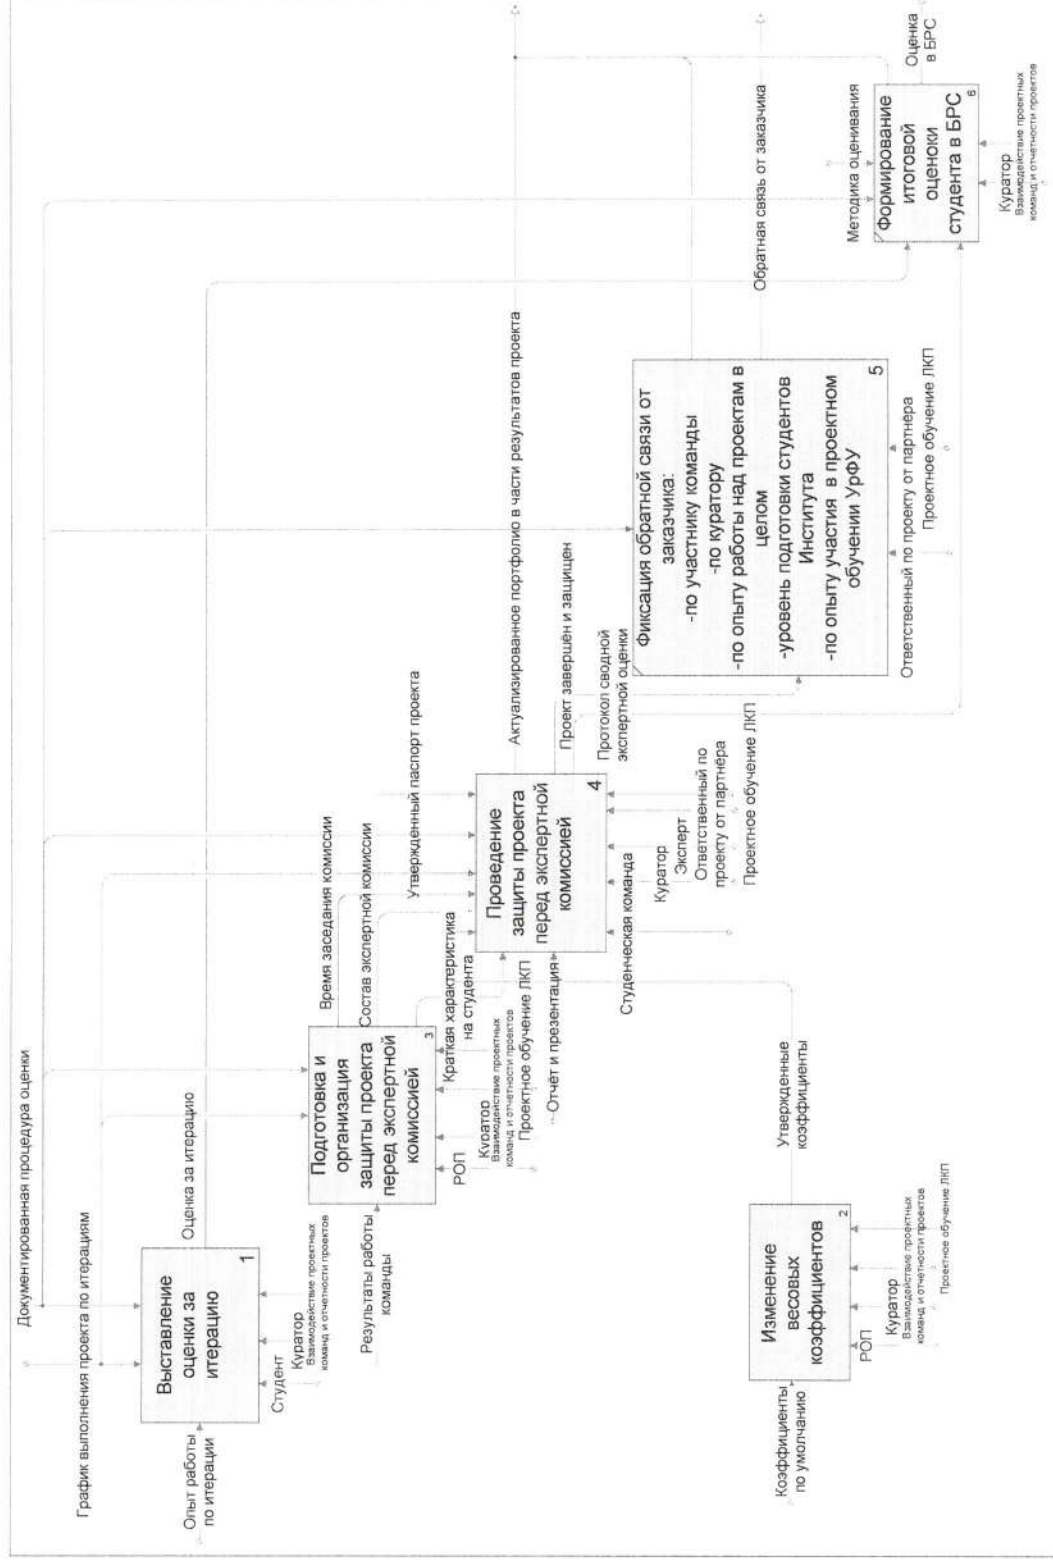 Документированная процедура оценки
График выполнения проекта по итерациям
Опыт работы
по итерации
Выставление
оценки за
итерацию
1
Оценка за итерацию
Студент
Куратор
Взаимодействие проектных
команд и отчетности проектов
Результаты работы
команды
Подготовка и
организация
защиты проекта
перед экспертной
комиссией
3
Время заседания комиссии
Состав экспертной комиссии
Утвержденный паспорт проекта
Краткая характеристика
на студента
РОП
Куратор
Взаимодействие проектных
команд и отчетности проектов
Проектное обучение ЛКП
Отчёт и презентация
Коэффициенты
по умолчанию
Изменение
весовых
коэффициентов
2
РОП
Куратор
Взаимодействие проектных
команд и отчетности проектов
Проектное обучение ЛКП
Утвержденные
коэффициенты
Проведение
защиты проекта
перед экспертной
комиссией
4
Студенческая команда
Куратор
Эксперт
Ответственный по
проекту от партнёра
Проектное обучение ЛКП
Актуализированное портфолио в части результатов проекта
Проект завершён и защищен
Протокол сводной
экспертной оценки
Фиксация обратной связи от
заказчика:
-по участнику команды
-по куратору
-по опыту работы над проектам в
целом
-уровень подготовки студентов
Института
-по опыту участия в проектном
обучении УрФУ
5
Ответственный по проекту от партнёра
Проектное обучение ЛКП
Обратная связь от заказчика
Методика оценивания
Формирование
итоговой
оценоки
студента в БРС
6
Оценка
в БРС
Куратор
Взаимодействие проектных
команд и отчетности проектов